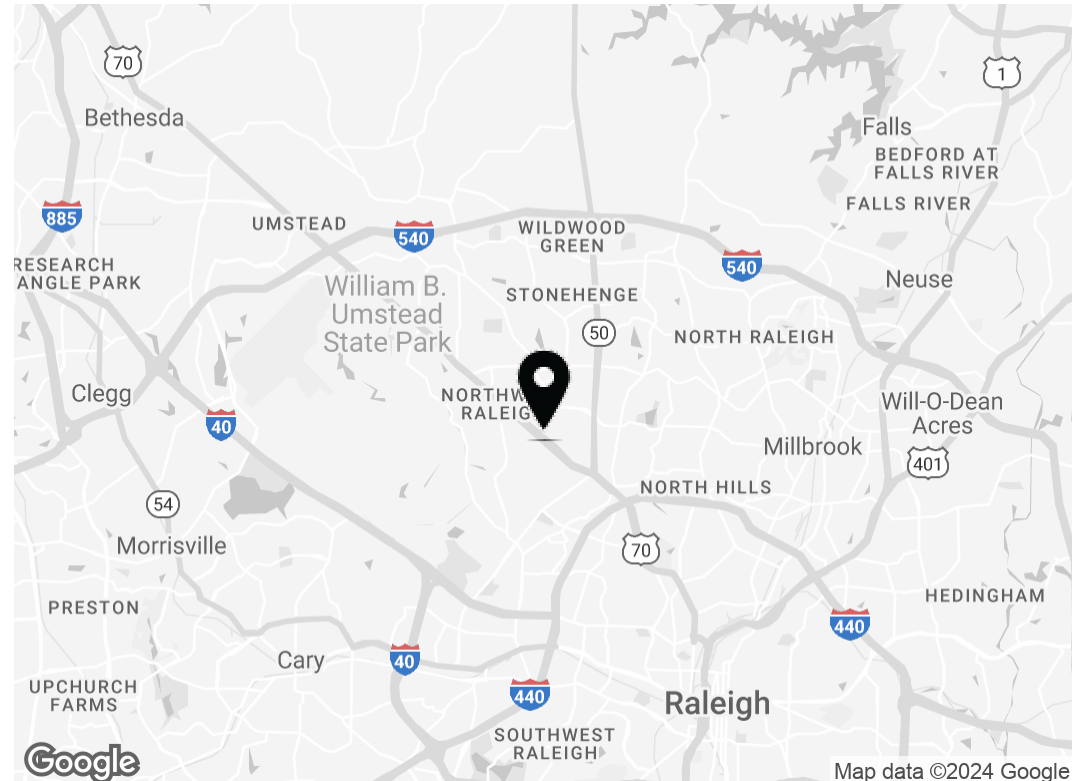 70
1
Bethesda
Falls
BEDFORD AT
FALLS RIVER
FALLS RIVER
885
UMSTEAD
540
WILDWOOD
GREEN
540
RESEARCH
ANGLE PARK
Neuse
William B.
Umstead
State Park
STONEHENGE
50
NORTH RALEIGH
Clegg
NORTHW
RALEIG
40
Will-O-Dean
Acres
Millbrook
401
NORTH HILLS
54
Morrisville
70
PRESTON
HEDINGHAM
440
Cary
40
UPCHURCH
FARMS
440
Raleigh
SOUTHWEST
RALEIGH
Google
Map data ©2024 Google